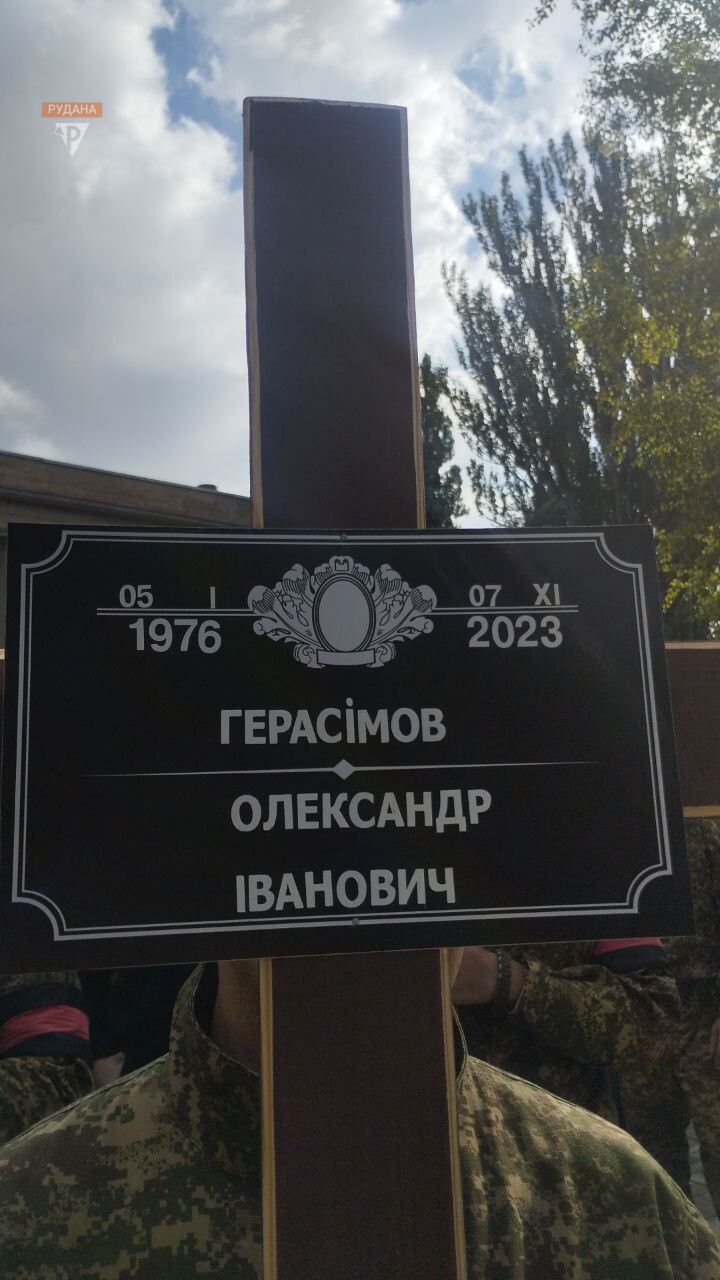 РУДАНА
Р
05 I 07 XI
1976 2023
ГЕРАСіМОВ
ОЛЕКСАНДР
ІВАНОВИЧ